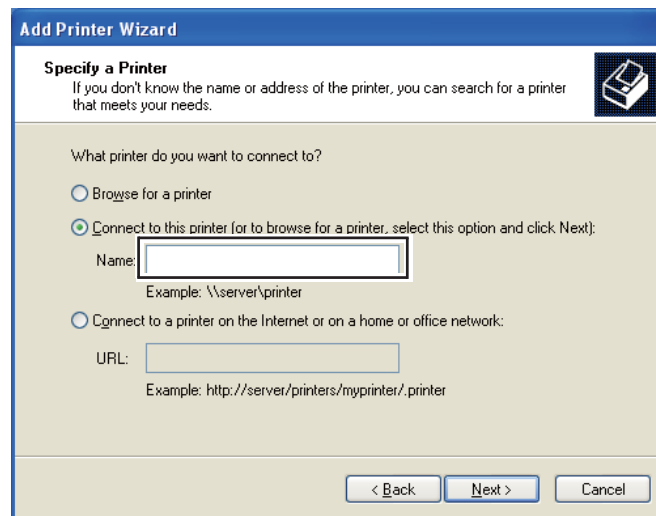 Add Printer Wizard
Specify a Printer
If you don't know the name or address of the printer, you can search for a printer
that meets your needs.
What printer do you want to connect to?
Browse for a printer
Connect to this printer (or to browse for a printer, select this option and click Next):
Name:
Example: \\server\printer
Connect to a printer on the Internet or on a home or office network:
URL:
Example: http://server/printers/myprinter/.printer
< Back Next > Cancel